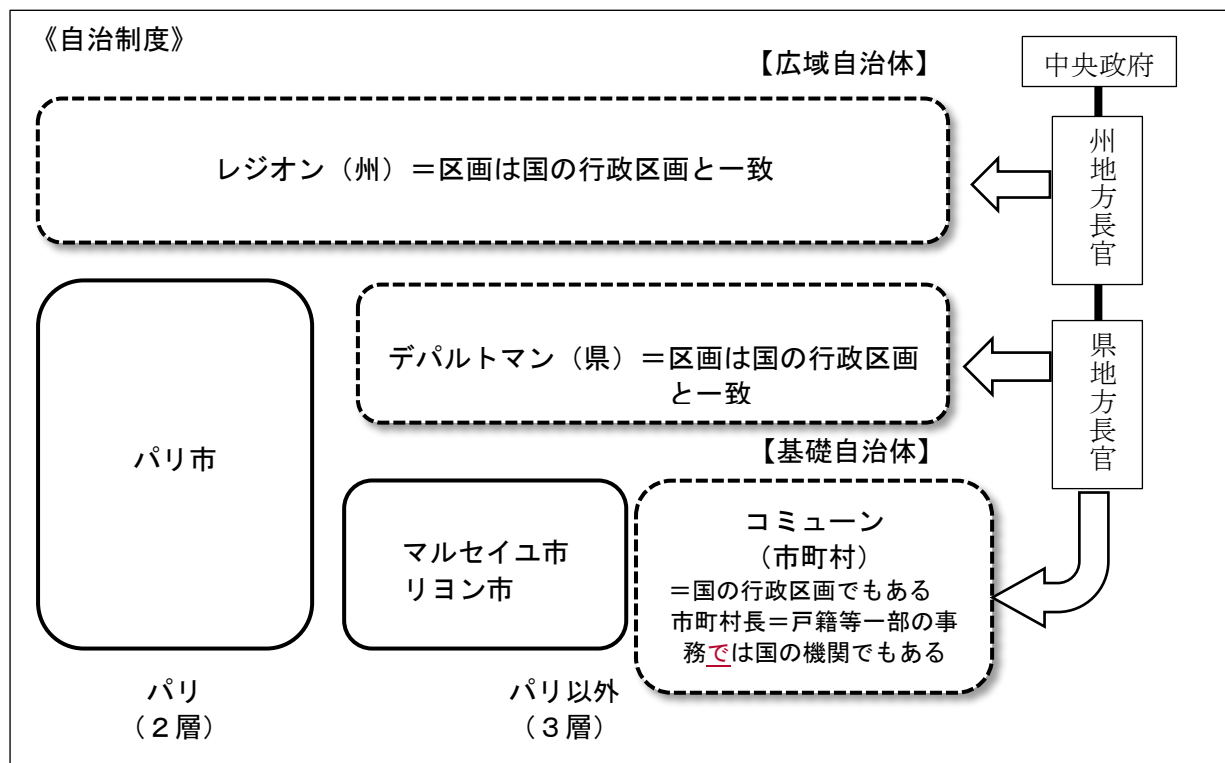 《自治制度》
【広域自治体】
中央政府
レジオン（州）＝区画は国の行政区画と一致
州地方長官
デパルトマン（県）＝区画は国の行政区画
と一致
県地方長官
【基礎自治体】
パリ市
マルセイユ市
リヨン市
コミューン
（市町村）
＝国の行政区画でもある
市町村長＝戸籍等一部の事
務では国の機関でもある
パリ
（２層）
パリ以外
（３層）